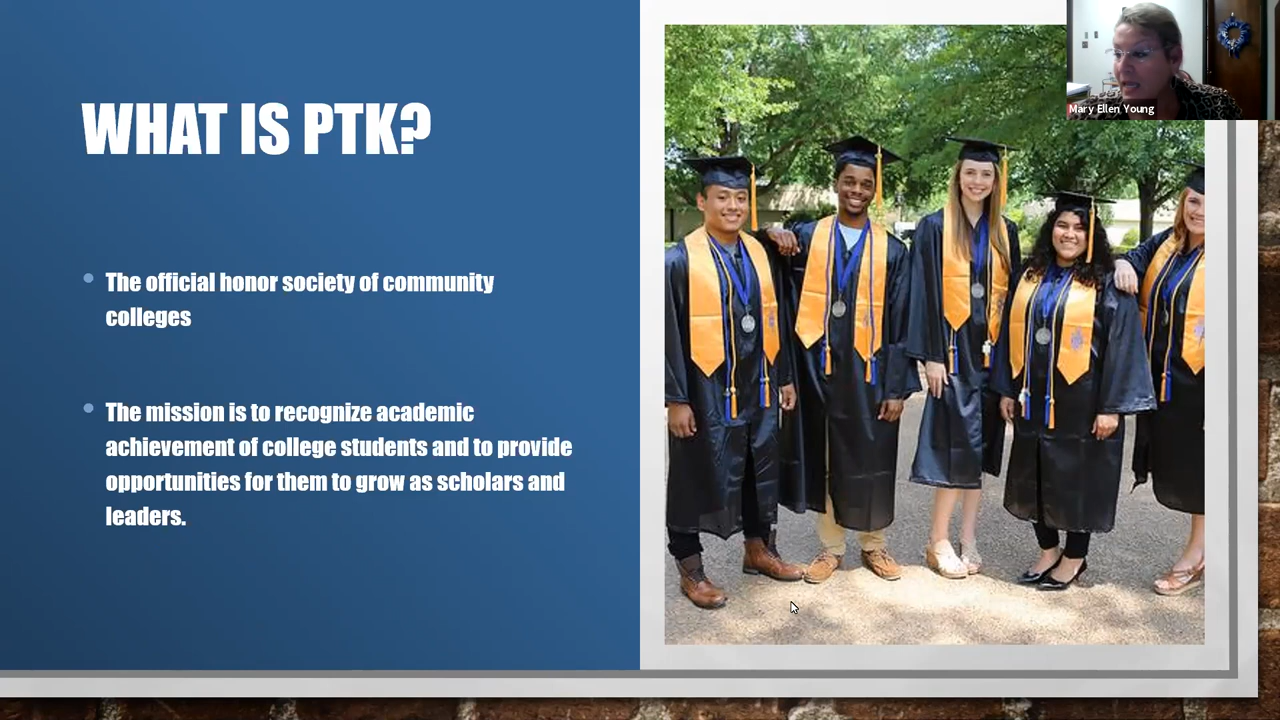 WHAT IS PTK?
The official honor society of community
colleges
The mission is to recognize academic
achievement of college students and to provide
opportunities for them to grow as scholars and
leaders.
Mary Ellen Young